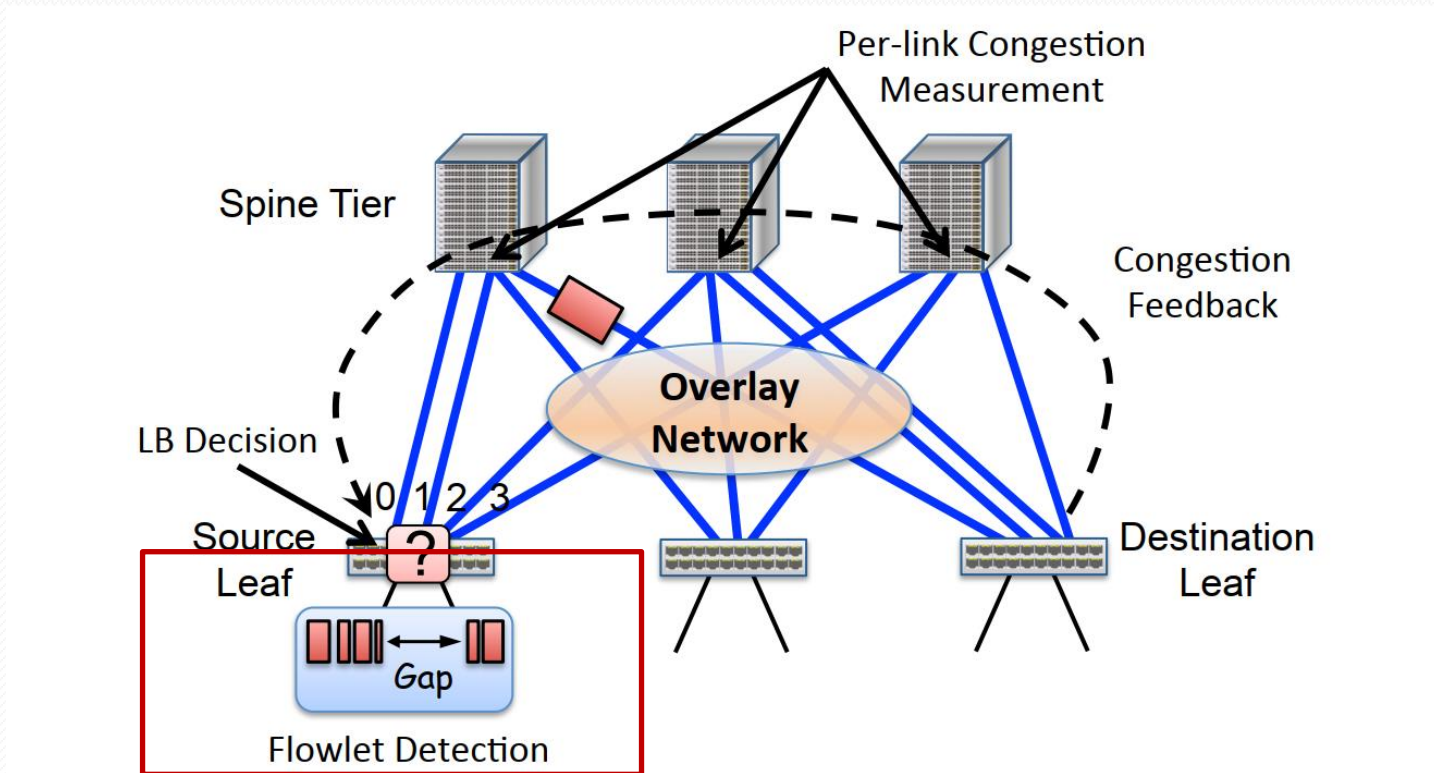 Per-link Congestion
Measurement
Spine Tier
Congestion
Feedback
Overlay
Network
LB Decision
0 1 2 3
Source
Leaf
?
Destination
Leaf
Gap
Flowlet Detection